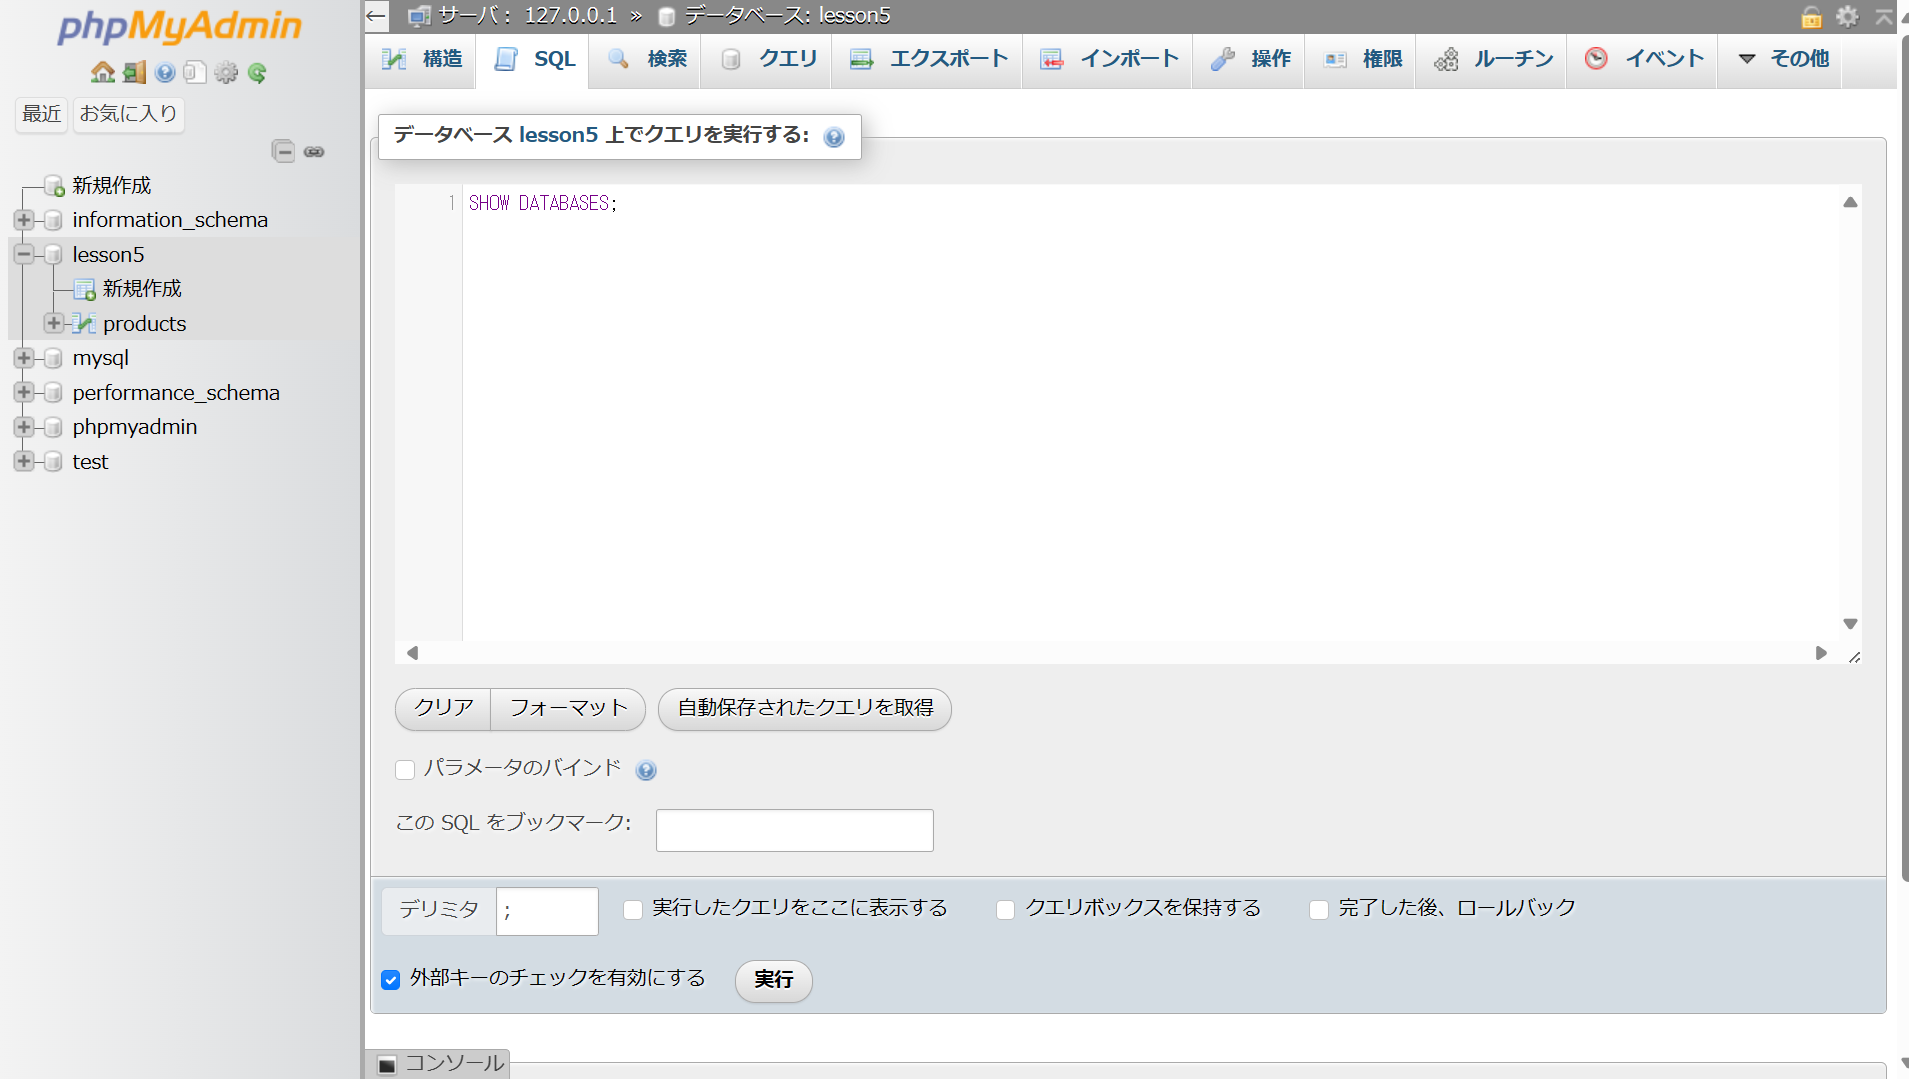 phpMyAdmin
最近 お気に入り
新規作成
information_schema
lesson5
新規作成
products
mysql
performance_schema
phpmyadmin
test
サーバ: 127.0.0.1 » データベース: lesson5
構造 SQL 検索 クエリ エクスポート インポート 操作 権限 ルーチン イベント その他
データベース lesson5 上でクエリを実行する:
1 SHOW DATABASES;
クリア フォーマット 自動保存されたクエリを取得
パラメータのバインド
この SQL をブックマーク:
デリミタ ; 実行したクエリをここに表示する クエリボックスを保持する 完了した後、ロールバック
外部キーのチェックを有効にする 実行
コンソール